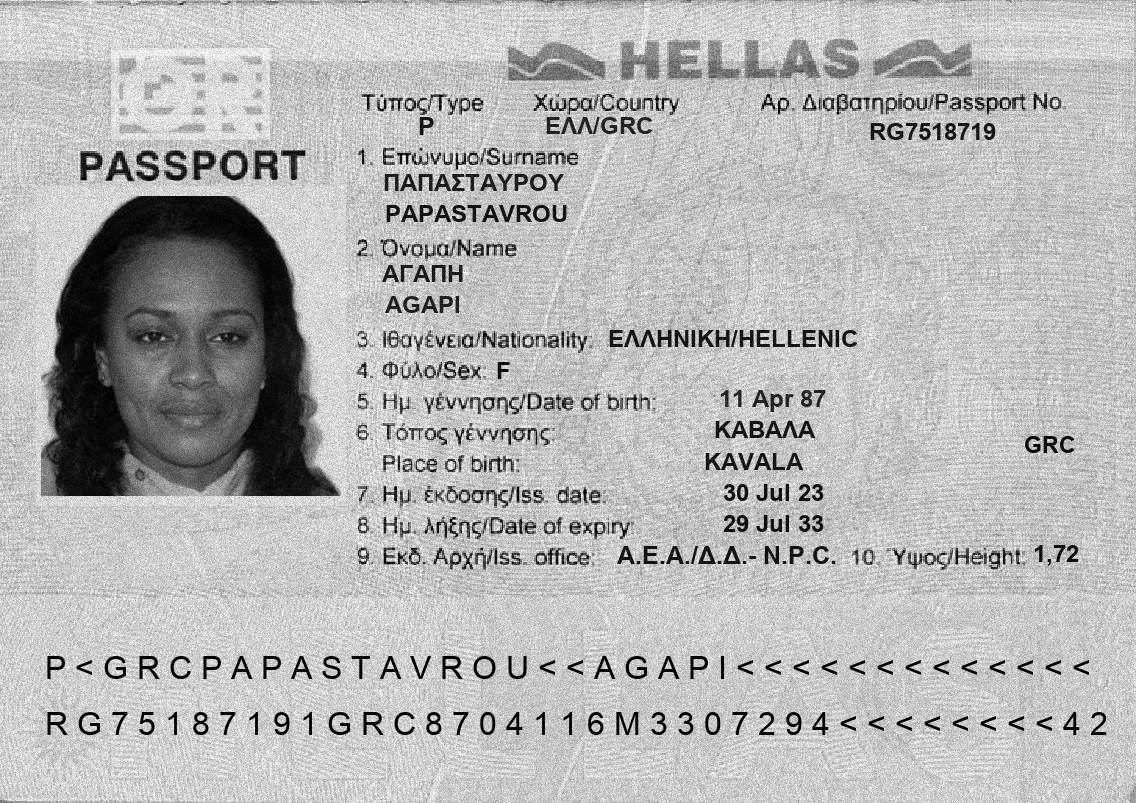 GR
HELLAS
PASSPORT
Τύπος/Type Χώρα/Country Αρ. Διαβατηρίου/Passport No.
P ΕΛΛ/GRC RG7518719
1. Επώνυμο/Surname
ΠΑΠΑΣΤΑΥΡΟΥ
PAPASTAVROU
2. Όνομα/Name
ΑΓΑΠΗ
AGAPI
3. Ιθαγένεια/Nationality: ΕΛΛΗΝΙΚΗ/HELLENIC
4. Φύλο/Sex: F
5. Ημ. γέννησης/Date of birth: 11 Apr 87
6. Τόπος γέννησης: ΚΑΒΑΛΑ
GRC
Place of birth: KAVALA
7. Ημ. έκδοσης/Iss. date: 30 Jul 23
8. Ημ. λήξης/Date of expiry: 29 Jul 33
9. Εκδ. Αρχή/Iss. office: Α.Ε.Α./Δ.Δ.- N.P.C. 10. Ύψος/Height: 1,72
P<GRCPAPASTAVROU<<AGAPI<<<<<<<<<<<<<
RG75187191GRC8704116M3307294<<<<<<<<42
HELLAS